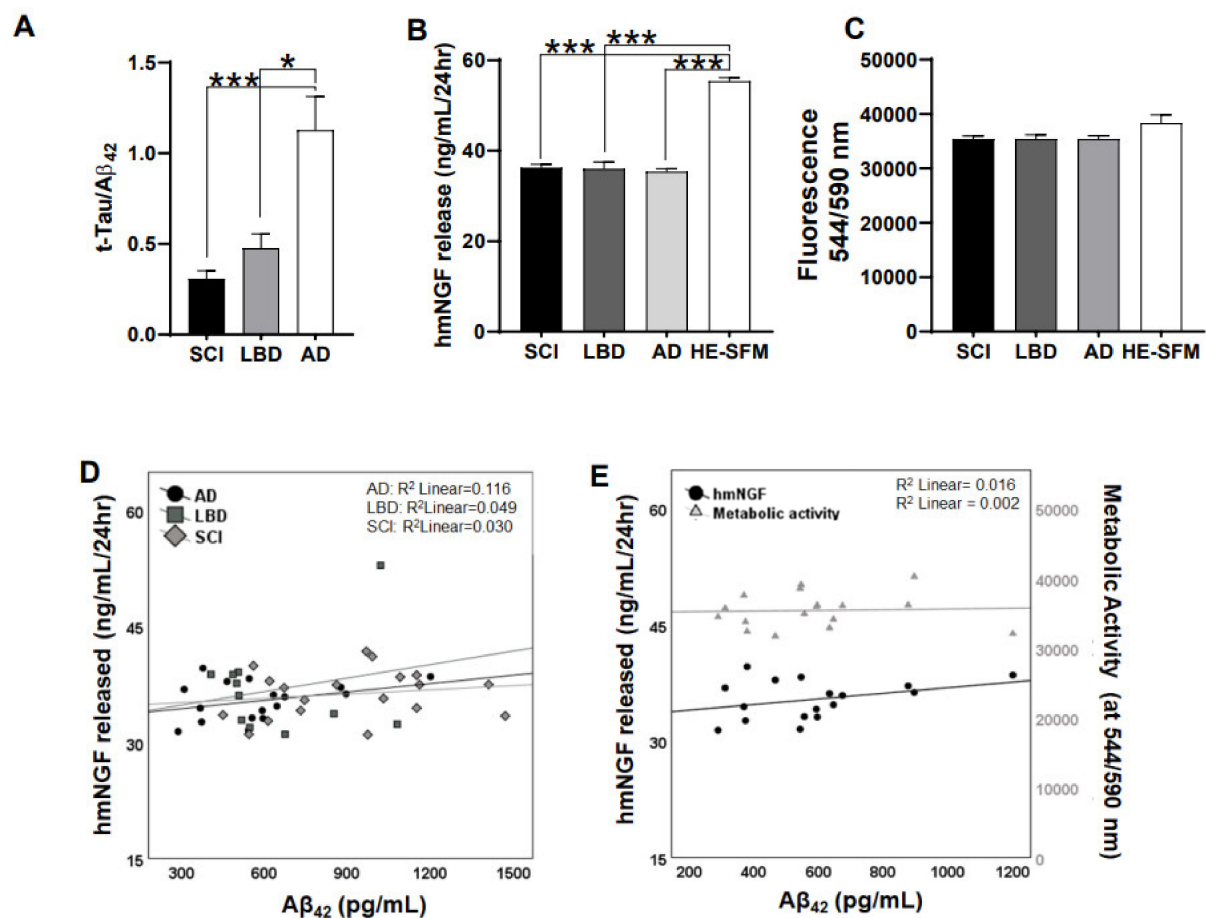 A
t-Tau/Aβ42
1.5
1.0
0.5
0.0
***
*
SCI LBD AD
B
hmNGF release (ng/mL/24hr)
60
40
20
0
***
***
***
SCI LBD AD HE-SFM
C
Fluorescence
544/590 nm
50000
40000
30000
20000
10000
0
SCI LBD AD HE-SFM
D
hmNGF released (ng/mL/24hr)
60
45
30
15
AD
LBD
SCI
AD: R² Linear=0.116
LBD: R²Linear=0.049
SCI: R²Linear=0.030
300 600 900 1200 1500
Aβ42 (pg/mL)
E
hmNGF released (ng/mL/24hr)
60
45
30
15
hmNGF
Metabolic activity
R² Linear= 0.016
R² Linear = 0.002
50000
40000
30000
20000
10000
0
Metabolic Activity (at 544/590 nm)
200 400 600 800 1000 1200
Aβ42 (pg/mL)